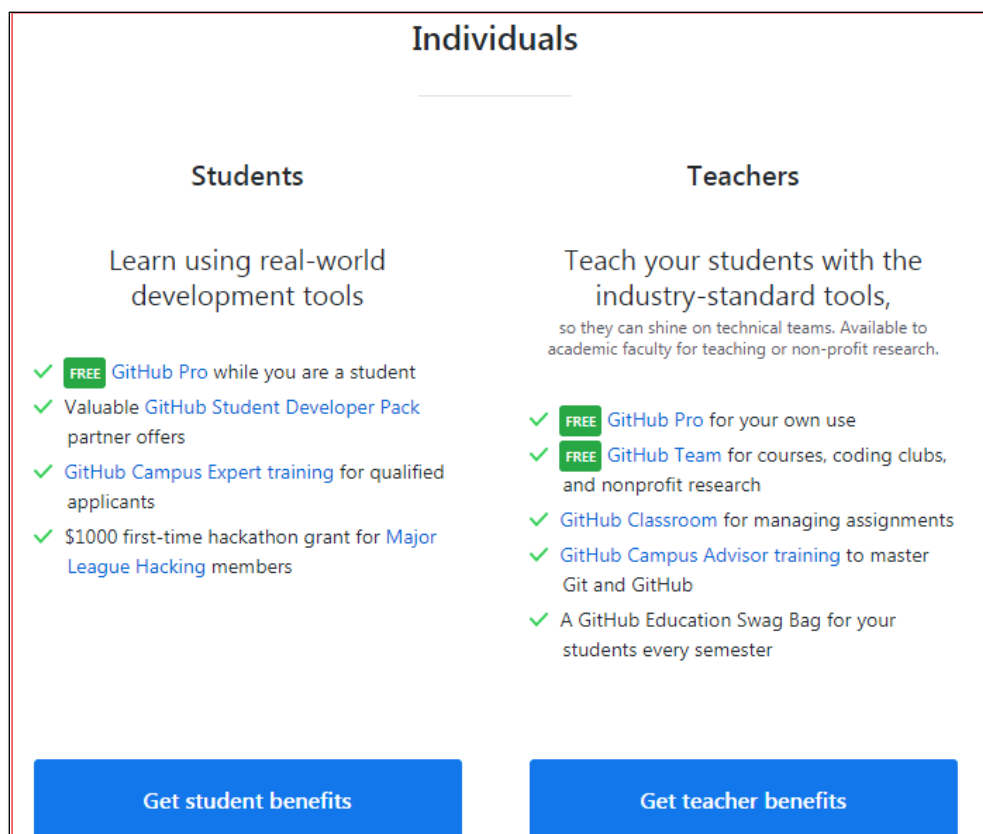 Individuals
Students
Learn using real-world
development tools
FREE GitHub Pro while you are a student
Valuable GitHub Student Developer Pack
partner offers
GitHub Campus Expert training for qualified
applicants
$1000 first-time hackathon grant for Major
League Hacking members
Get student benefits
Teachers
Teach your students with the
industry-standard tools,
so they can shine on technical teams. Available to
academic faculty for teaching or non-profit research.
FREE GitHub Pro for your own use
FREE GitHub Team for courses, coding clubs,
and nonprofit research
GitHub Classroom for managing assignments
GitHub Campus Advisor training to master
Git and GitHub
A GitHub Education Swag Bag for your
students every semester
Get teacher benefits